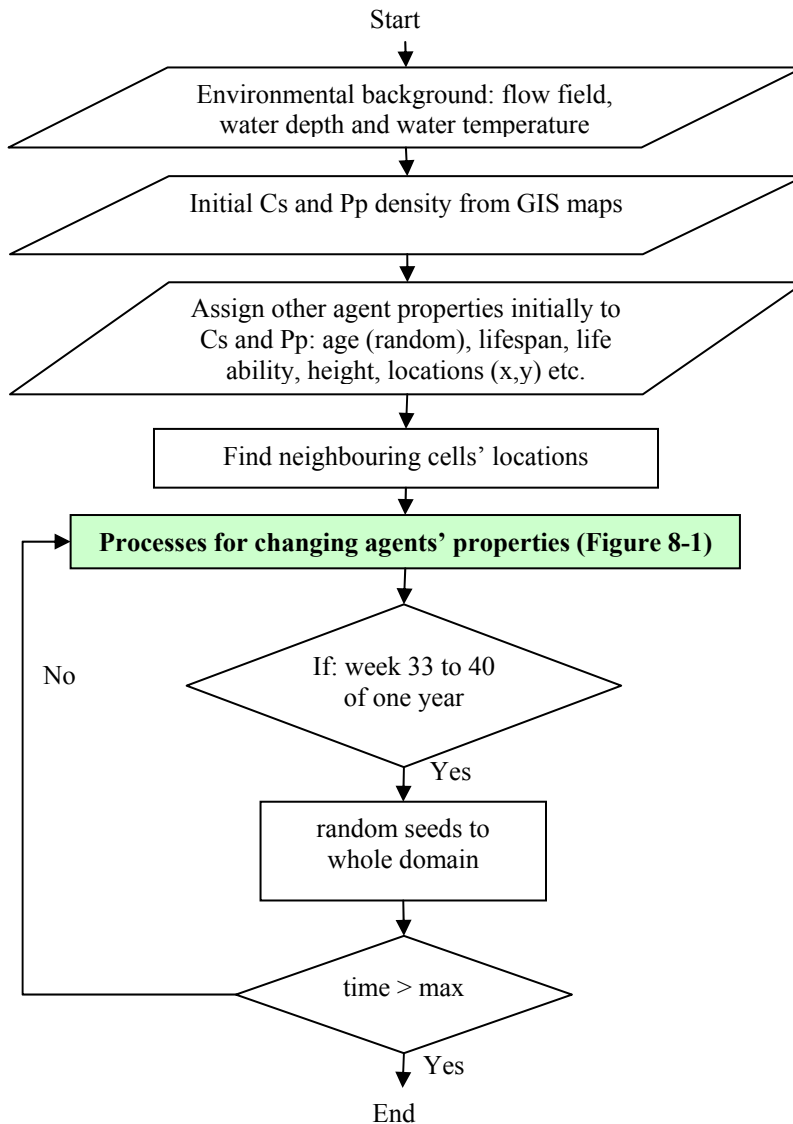 Start
Environmental background: flow field,
water depth and water temperature
Initial Cs and Pp density from GIS maps
Assign other agent properties initially to
Cs and Pp: age (random), lifespan, life
ability, height, locations (x,y) etc.
Find neighbouring cells’ locations
Processes for changing agents’ properties (Figure 8-1)
If: week 33 to 40
of one year
No
Yes
random seeds to
whole domain
time > max
Yes
End